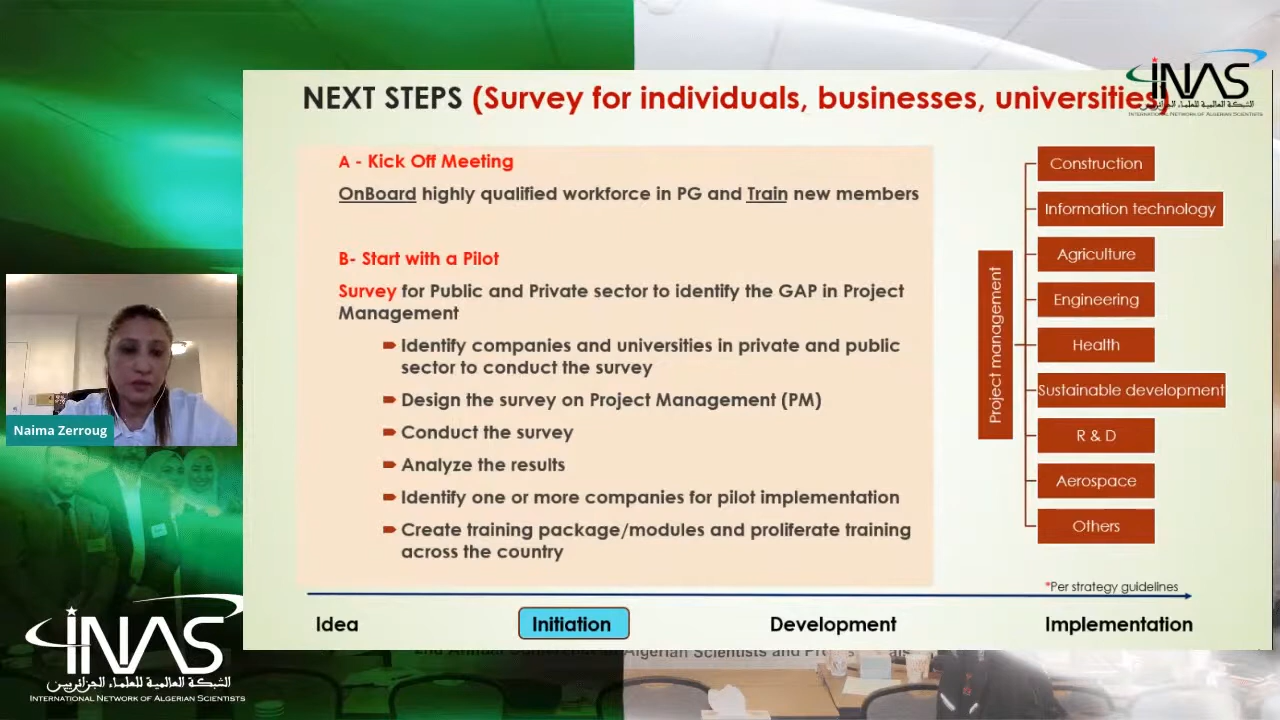 NEXT STEPS (Survey for individuals, businesses, universities)
iNAS
الشبكة العالمية للعلماء الجزائريين
INTERNATIONAL NETWORK OF ALGERIAN SCIENTISTS
A - Kick Off Meeting
OnBoard highly qualified workforce in PG and Train new members
B- Start with a Pilot
Survey for Public and Private sector to identify the GAP in Project
Management
Identify companies and universities in private and public
sector to conduct the survey
Design the survey on Project Management (PM)
Conduct the survey
Analyze the results
Identify one or more companies for pilot implementation
Create training package/modules and proliferate training
across the country
Project management
Construction
Information technology
Agriculture
Engineering
Health
Sustainable development
R & D
Aerospace
Others
*Per strategy guidelines
Idea
Initiation
Development
Implementation
Naima Zerroug
iNAS
الشبكة العالمية للعلماء الجزائريين
INTERNATIONAL NETWORK OF ALGERIAN SCIENTISTS
Algerian Scientists and